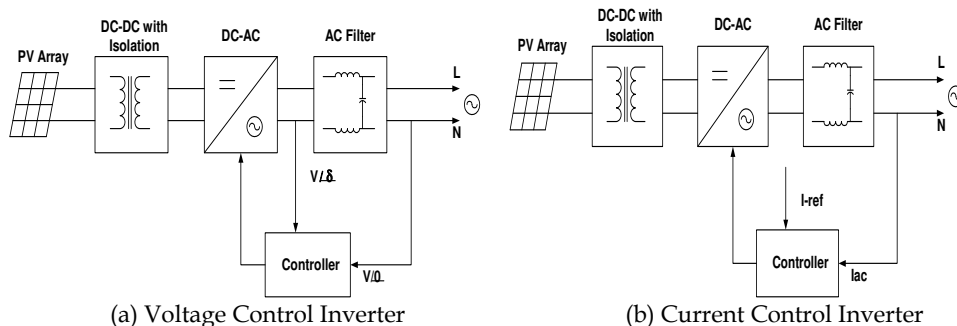 DC-DC with
Isolation
DC-AC
AC Filter
PV Array
L
N
V/δ
Controller
V/0
(a) Voltage Control Inverter
DC-DC with
Isolation
DC-AC
AC Filter
PV Array
L
N
I-ref
Controller
Iac
(b) Current Control Inverter